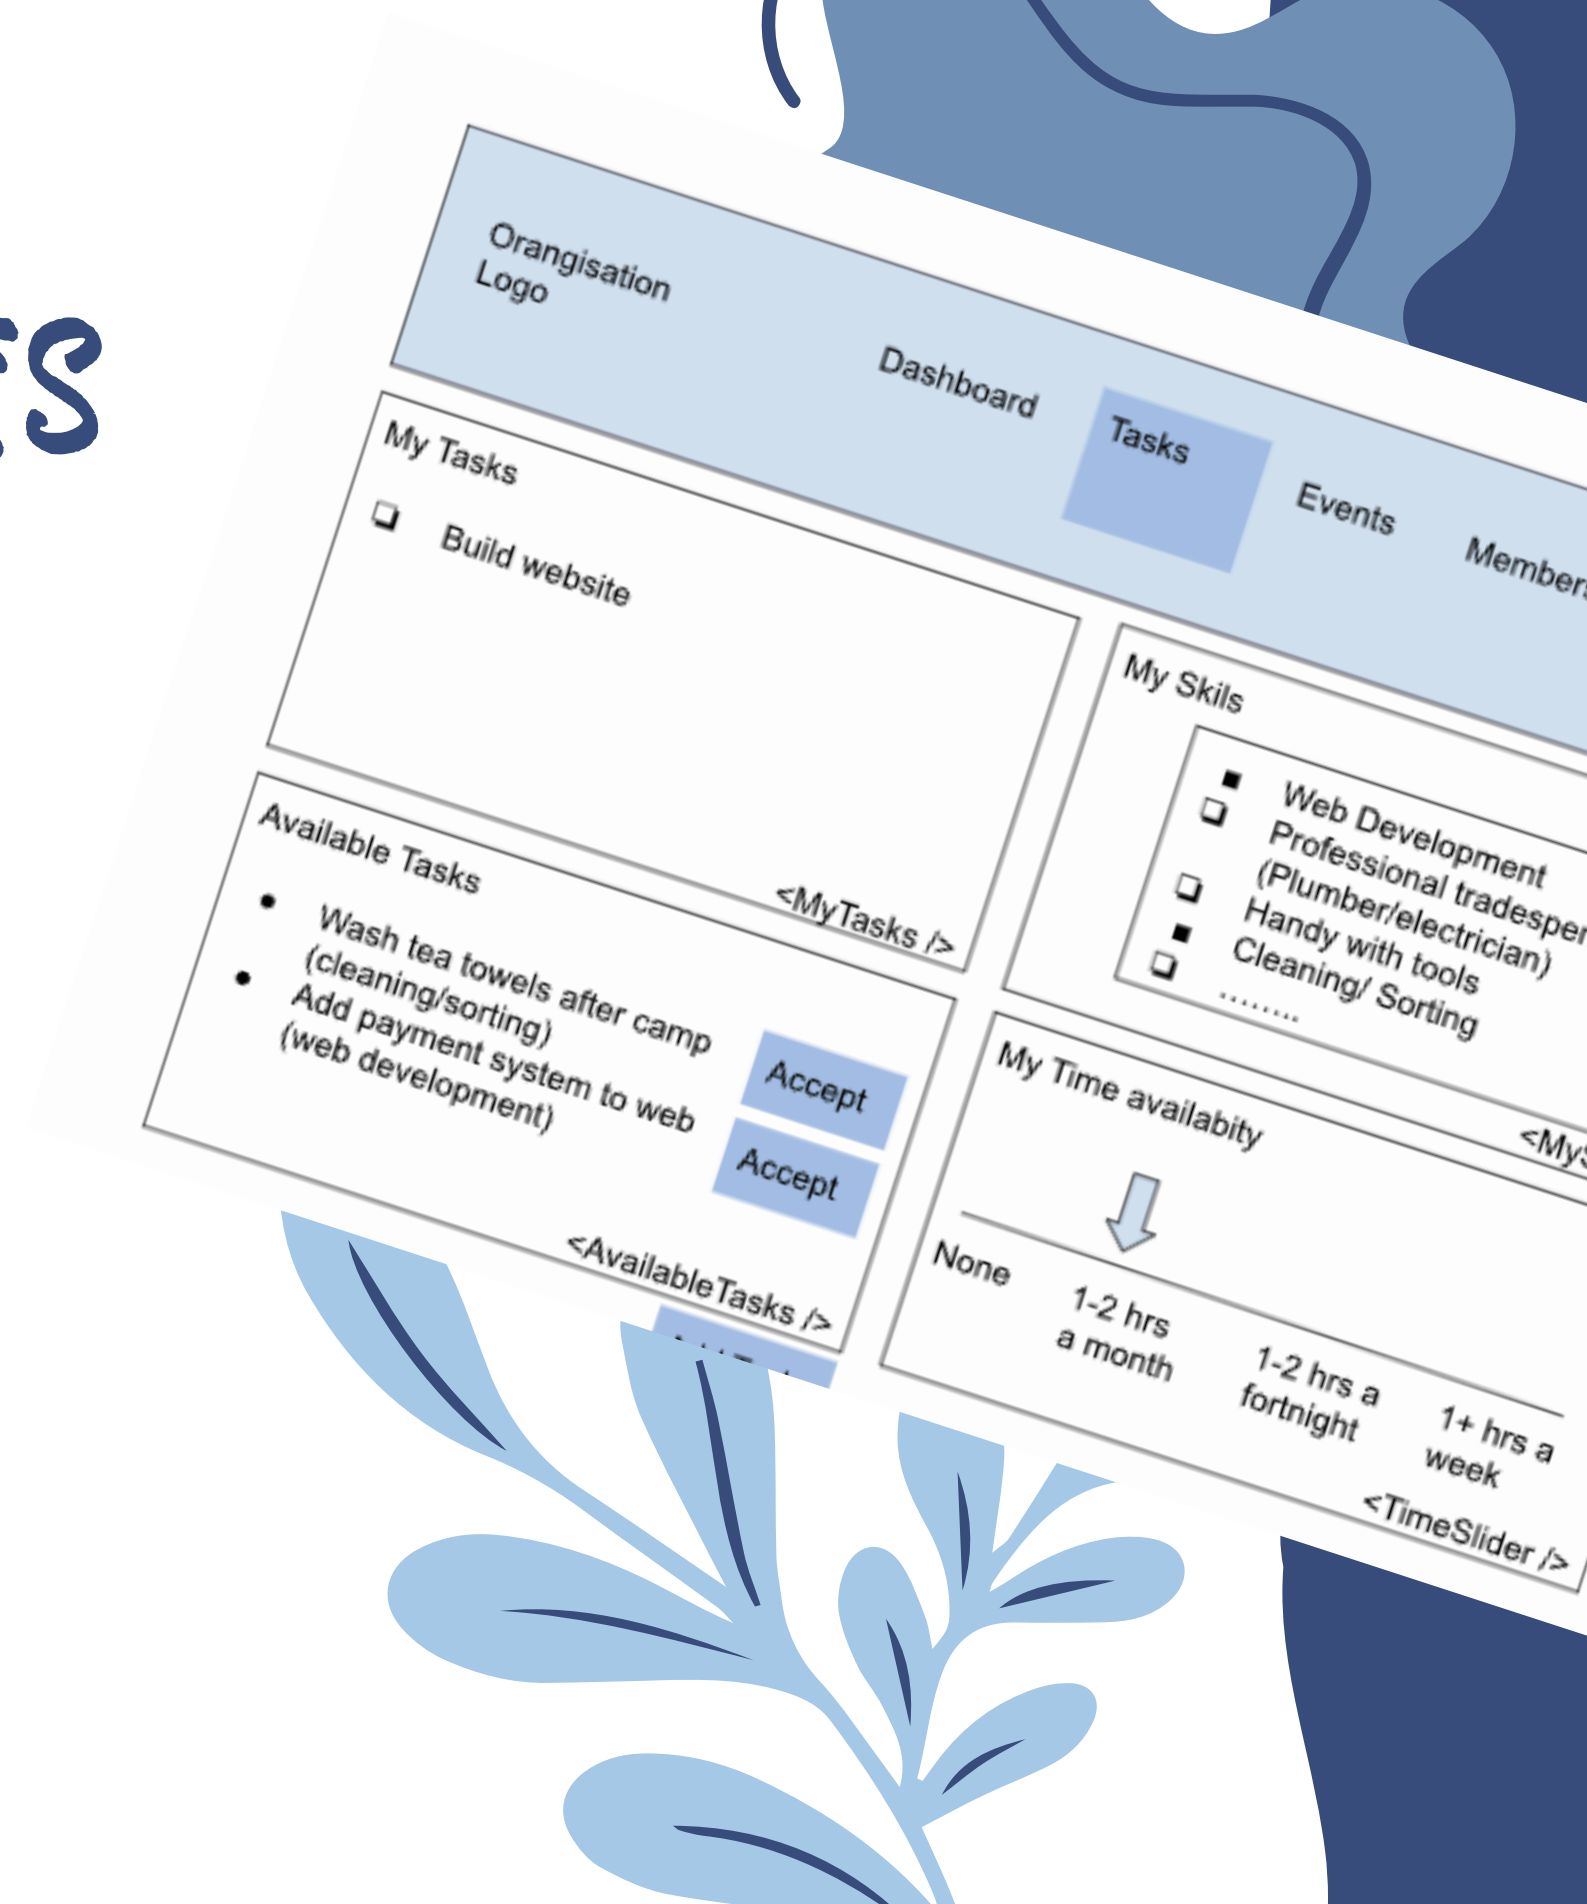 Orangisation
Logo
Dashboard
Tasks
Events
Members
My Tasks
Build website
<MyTasks />
My Skils
Web Development
Professional
(Plumber/electrician)
Handy with tools
Cleaning/ Sorting
........
Available Tasks
Wash tea towels after camp
(cleaning/sorting)
Add payment system to web
(web development)
Accept
Accept
<AvailableTasks />
My Time availabity
None
1-2 hrs
a month
1-2 hrs a
fortnight
1+ hrs a
week
<TimeSlider />